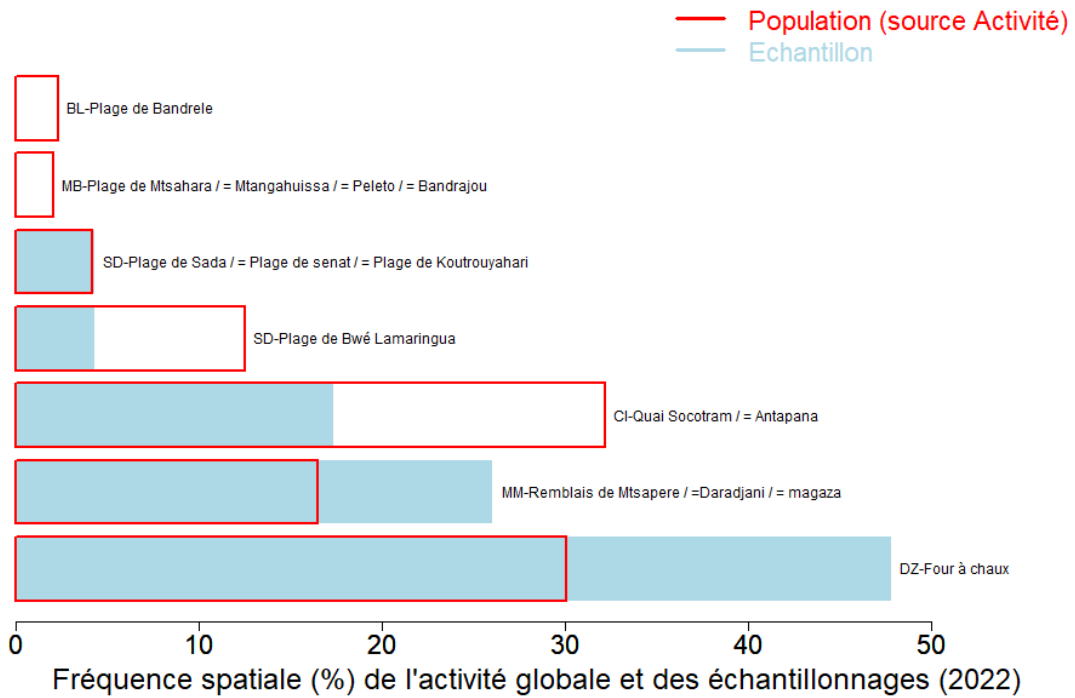 Population (source Activité)
Echantillon
BL-Plage de Bandrele
MB-Plage de Mtsahara / = Mtangahuissa / = Peleto / = Bandrajou
SD-Plage de Sada / = Plage de senat / = Plage de Koutrouyahari
SD-Plage de Bwé Lamaringua
CI-Quai Socotram / = Antapana
MM-Remblais de Mtsapere / =Daradjani / = magaza
DZ-Four à chaux
0 10 20 30 40 50
Fréquence spatiale (%) de l'activité globale et des échantillonnages (2022)